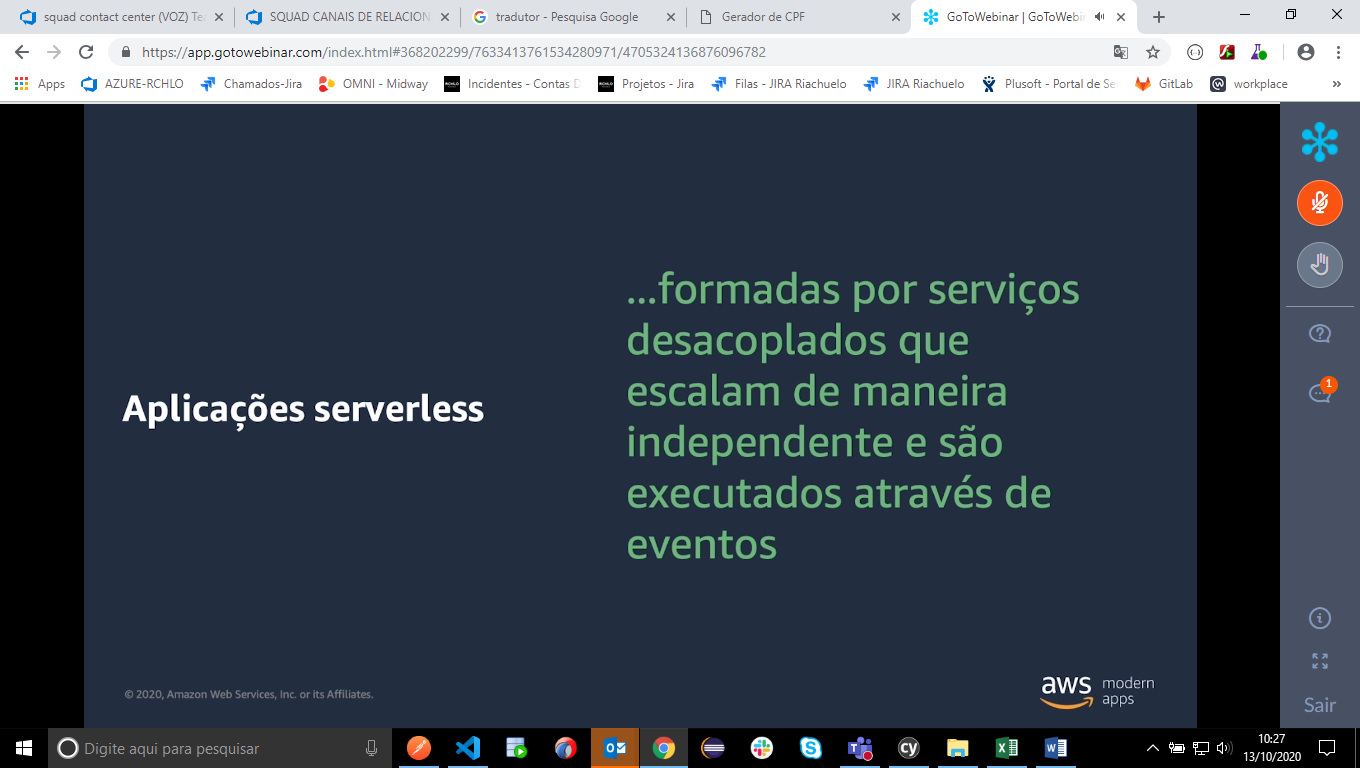 squad contact center (VOZ) Te
SQUAD CANAIS DE RELACION
tradutor - Pesquisa Google
Gerador de CPF
GoToWebinar | GoToWebin
https://app.gotowebinar.com/index.html#368202299/7633413761534280971/4705324136876096782
Apps
AZURE-RCHLO
Chamados-Jira
OMNI - Midway
Incidentes - Contas D
Projetos - Jira
Filas - JIRA Riachuelo
JIRA Riachuelo
Plusoft - Portal de Se
GitLab
workplace
»
...formadas por serviços
desacoplados que
escalam de maneira
independente e são
executados através de
eventos
Aplicações serverless
© 2020, Amazon Web Services, Inc. or its Affiliates.
aws modern
apps
1
Sair
Digite aqui para pesquisar
cy
10:27
13/10/2020